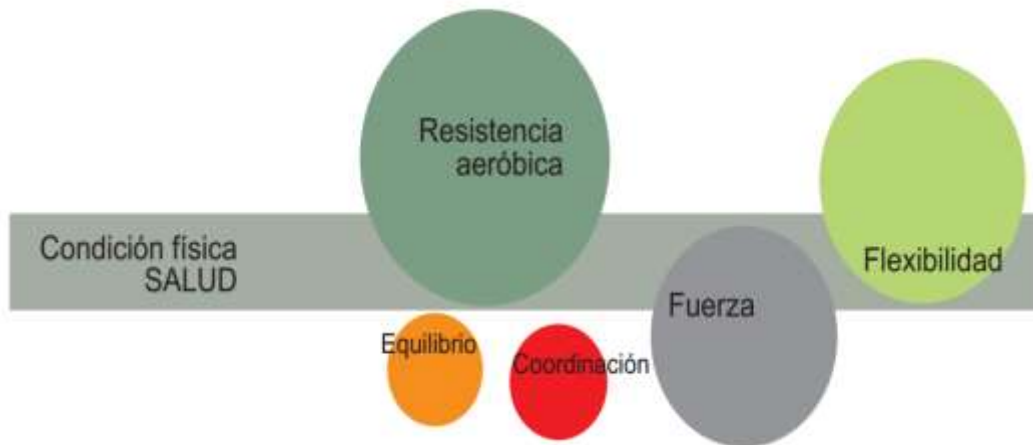 Resistencia
aeróbica
Condición física
SALUD
Flexibilidad
Fuerza
Equilibrio
Coordinación